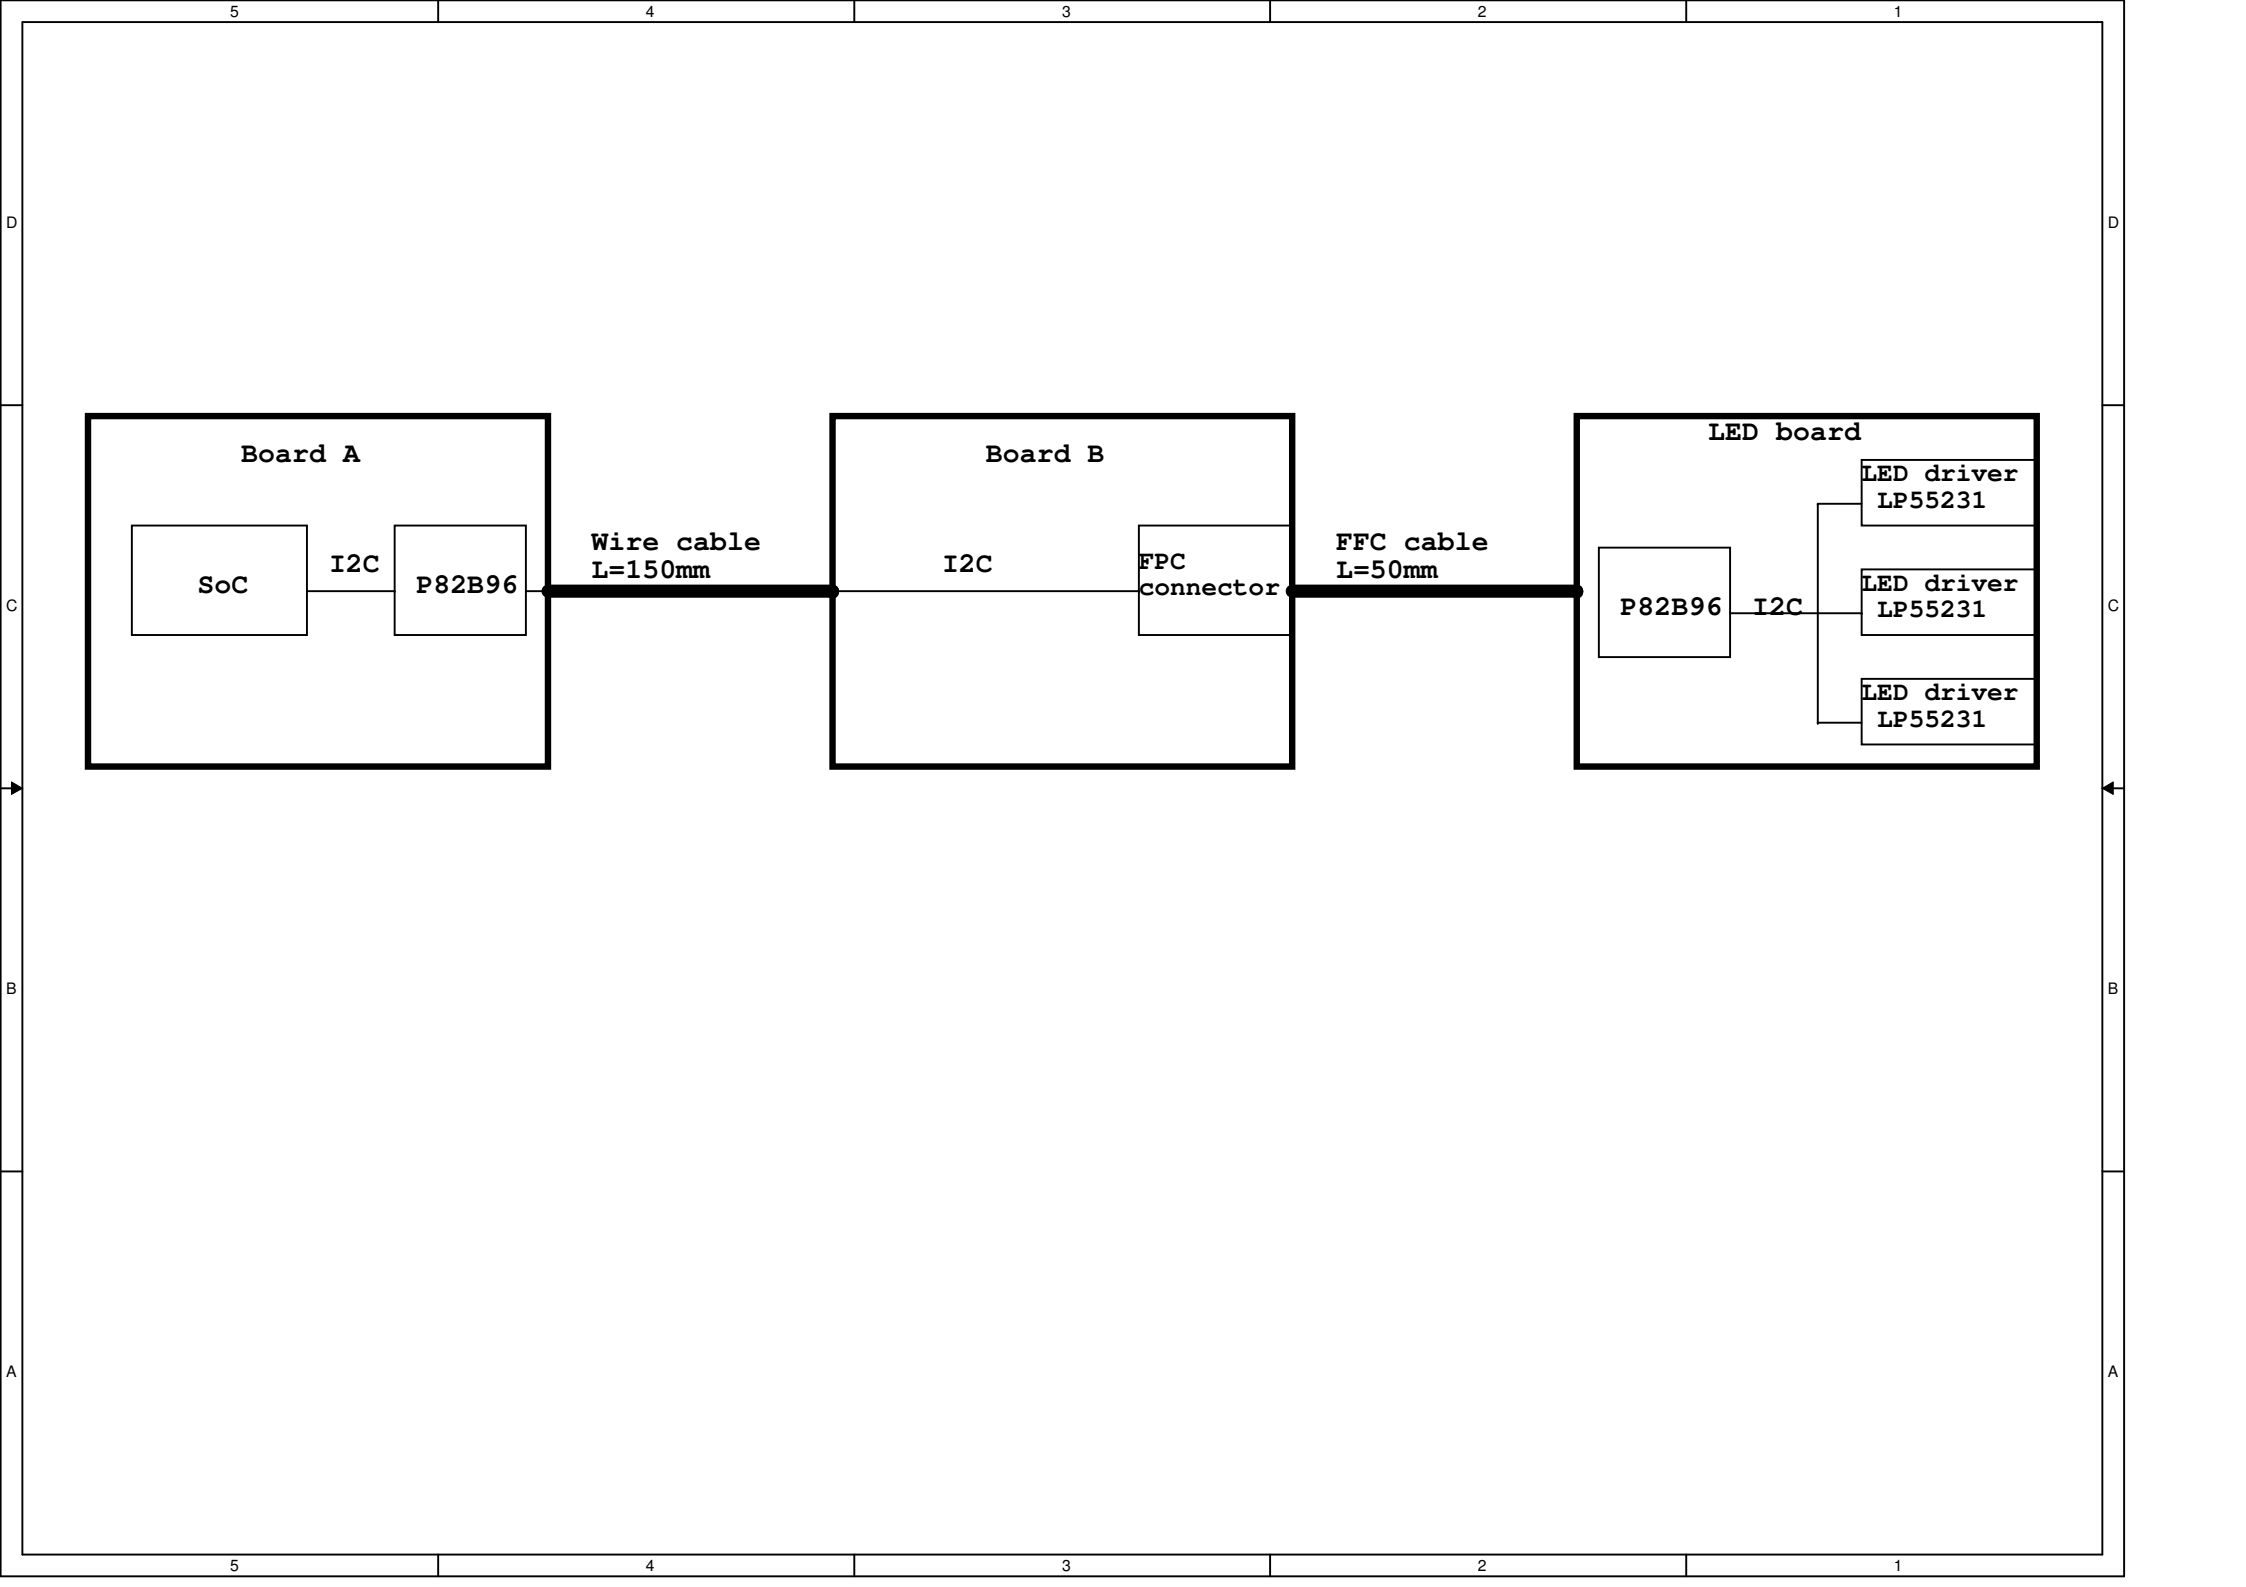 5 4 3 2 1
D D
Board A
Board B
LED board
LED driver
LP55231
Wire cable
L=150mm
FFC cable
L=50mm
I2C
I2C
FPC
connector
SoC
P82B96
LED driver
LP55231
P82B96
I2C
C C
LED driver
LP55231
B B
A A
5 4 3 2 1